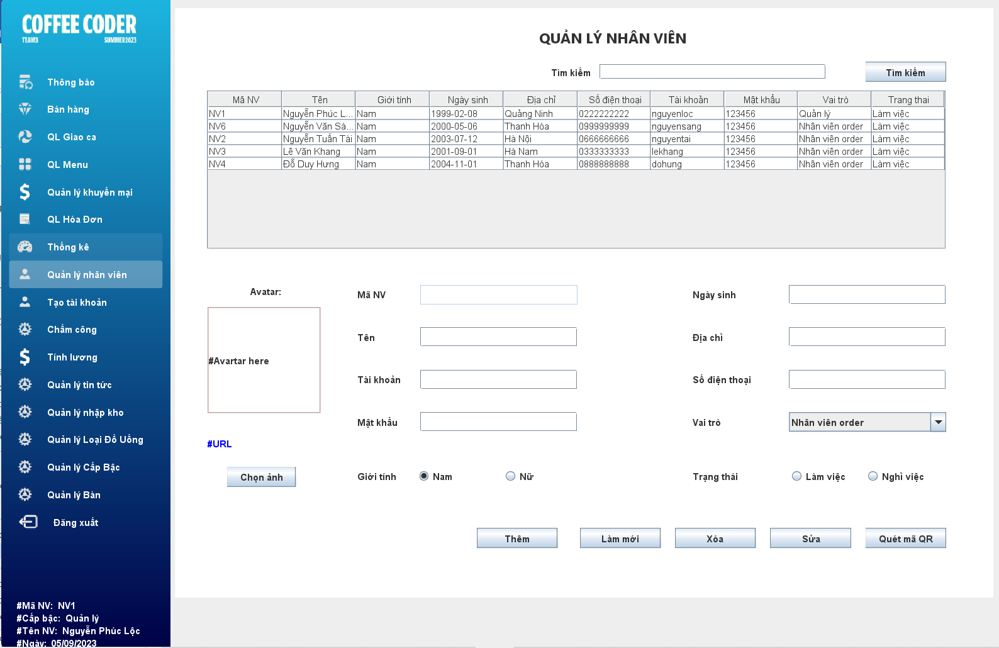 COFFEE CODER
TEAM3 SUMMER2023
Thông báo
Bán hàng
QL Giao ca
QL Menu
Quản lý khuyến mại
QL Hóa Đơn
Thống kê
Quản lý nhân viên
Tạo tài khoản
Chấm công
Tính lương
Quản lý tin tức
Quản lý nhập kho
Quản lý Loại Đồ Uống
Quản lý Cấp Bậc
Quản lý Bàn
Đăng xuất
#Mã NV: NV1
#Cấp bậc: Quản lý
#Tên NV: Nguyễn Phúc Lộc
#Ngày: 05/09/2023
QUẢN LÝ NHÂN VIÊN
Tìm kiếm Tìm kiếm
Mã NV Tên Giới tính Ngày sinh Địa chỉ Số điện thoại Tài khoản Mật khẩu Vai trò Trang thai
NV1 Nguyễn Phúc L... Nam 1999-02-08 Quảng Ninh 0222222222 nguyenloc 123456 Quản lý Làm việc
NV6 Nguyễn Văn Sá... Nam 2000-05-06 Thanh Hóa 0999999999 nguyensang 123456 Nhân viên order Làm việc
NV2 Nguyễn Tuấn Tài Nam 2003-07-12 Hà Nội 0666666666 nguyentai 123456 Nhân viên order Làm việc
NV3 Lê Văn Khang Nam 2001-09-01 Hà Nam 0333333333 lekhang 123456 Nhân viên order Làm việc
NV4 Đỗ Duy Hưng Nam 2004-11-01 Thanh Hóa 0888888888 dohung 123456 Nhân viên order Làm việc
Avatar:
#Avartar here
#URL
Chọn ảnh
Mã NV Ngày sinh
Tên Địa chỉ
Tài khoản Số điện thoại
Mật khẩu Vai trò Nhân viên order
Giới tính Nam Nữ Trạng thái Làm việc Nghỉ việc
Thêm Làm mới Xóa Sửa Quét mã QR